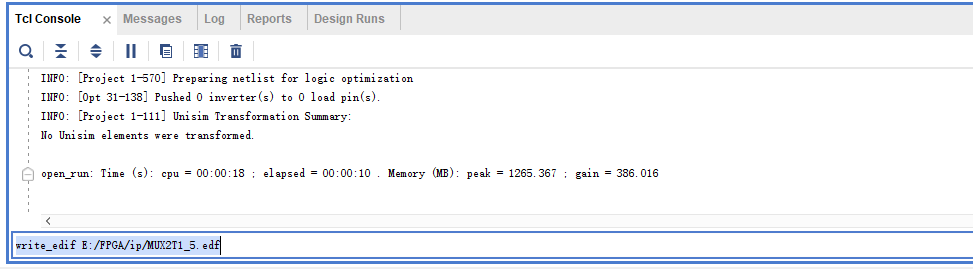 Tcl Console × Messages Log Reports Design Runs
INFO: [Project 1-570] Preparing netlist for logic optimization
INFO: [Opt 31-138] Pushed 0 inverter(s) to 0 load pin(s).
INFO: [Project 1-111] Unisim Transformation Summary:
No Unisim elements were transformed.
open_run: Time (s): cpu = 00:00:18 ; elapsed = 00:00:10 . Memory (MB): peak = 1265.367 ; gain = 386.016
write_edif E:/FPGA/ip/MUX2T1_5.edf